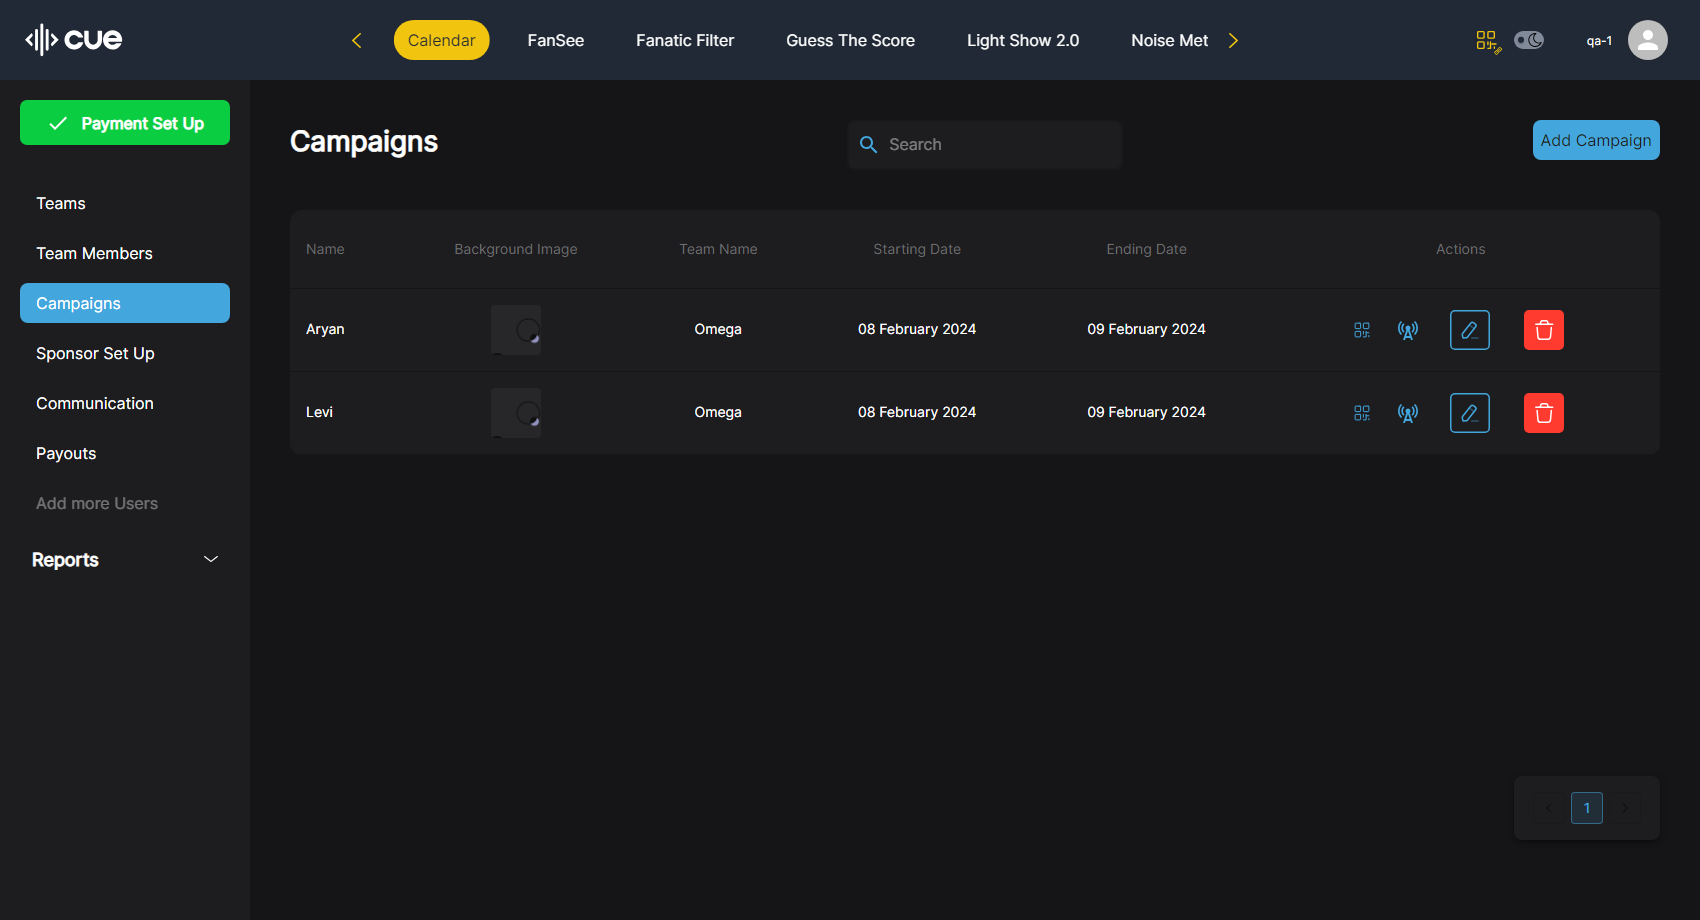 cue
Calendar FanSee Fanatic Filter Guess The Score Light Show 2.0 Noise Met
qa-1
Payment Set Up
Teams
Team Members
Campaigns
Sponsor Set Up
Communication
Payouts
Add more Users
Reports
Campaigns
Search
Add Campaign
Name Background Image Team Name Starting Date Ending Date Actions
Aryan Omega 08 February 2024 09 February 2024
Levi Omega 08 February 2024 09 February 2024
1